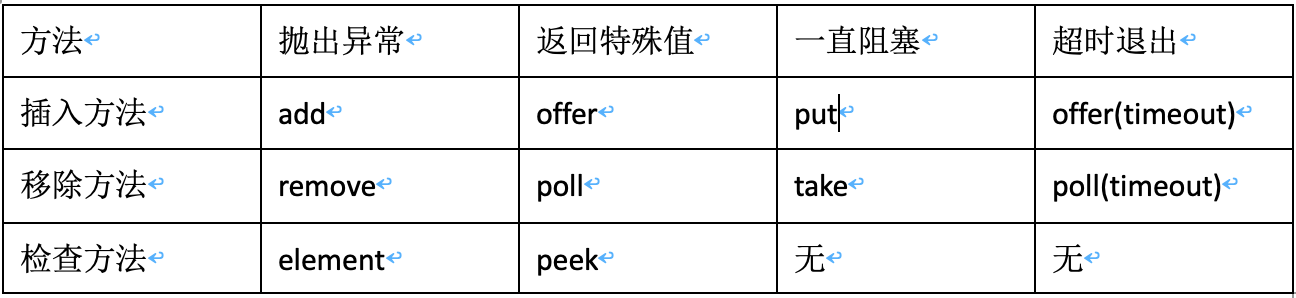 方法 抛出异常 返回特殊值 一直阻塞 超时退出
插入方法 add offer put offer(timeout)
移除方法 remove poll take poll(timeout)
检查方法 element peek 无 无